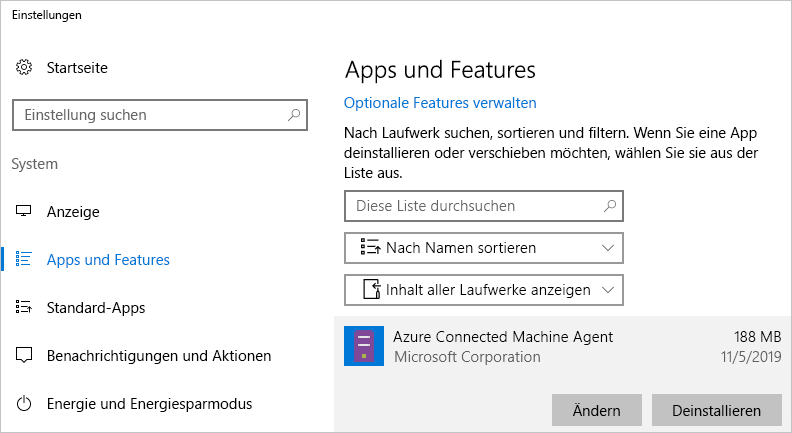 Einstellungen
Startseite
Einstellung suchen
System
Anzeige
Apps und Features
Standard-Apps
Benachrichtigungen und Aktionen
Energie und Energiesparmodus
Apps und Features
Optionale Features verwalten
Nach Laufwerk suchen, sortieren und filtern. Wenn Sie eine App
deinstallieren oder verschieben möchten, wählen Sie sie aus der
Liste aus.
Diese Liste durchsuchen
Nach Namen sortieren
Inhalt aller Laufwerke anzeigen
Azure Connected Machine Agent 188 MB
Microsoft Corporation 11/5/2019
Ändern Deinstallieren